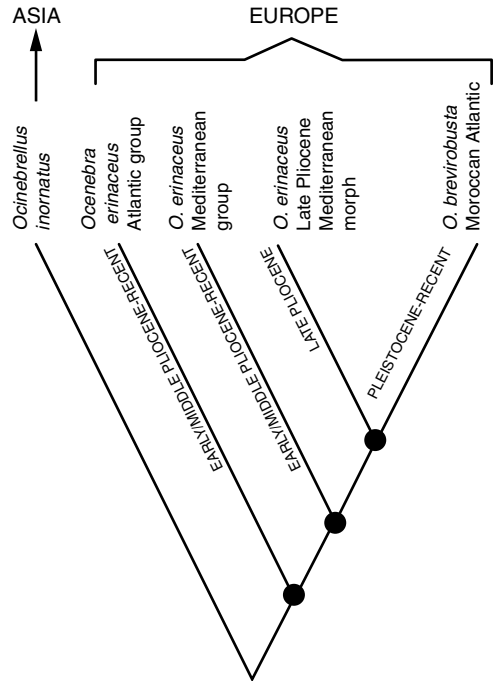 ASIA
EUROPE
Ocinebrellus
inornatus
Ocenebra
erinaceus
Atlantic group
O. erinaceus
Mediterranean
group
O. erinaceus
Late Pliocene
Mediterranean
morph
O. brevirobusta
Moroccan Atlantic
EARLY/MIDDLE PLIOCENE-RECENT
EARLY/MIDDLE PLIOCENE-RECENT
LATE PLIOCENE
PLEISTOCENE-RECENT